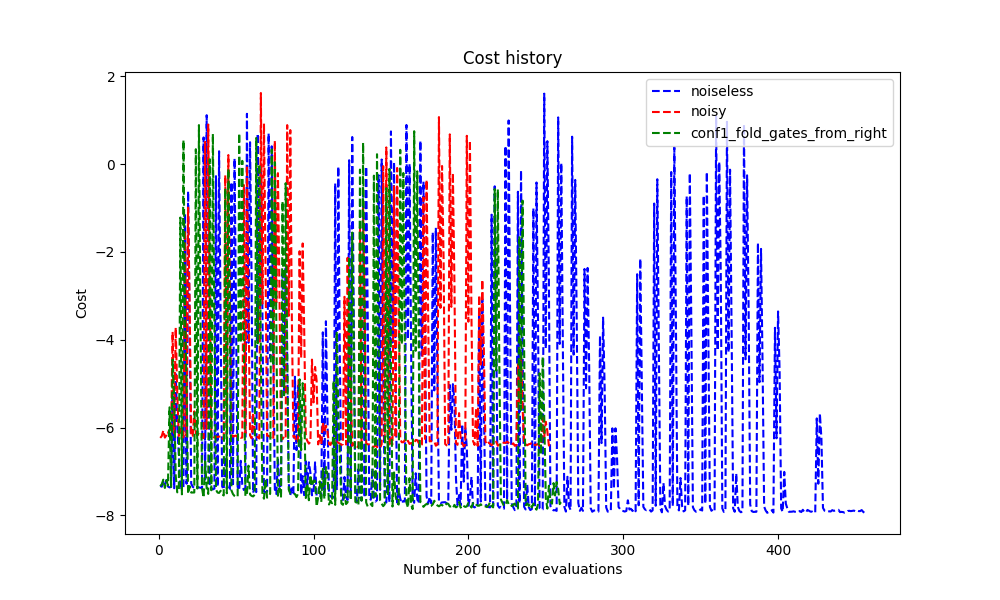 Cost history
noiseless
noisy
conf1_fold_gates_from_right
2
0
−2
−4
−6
−8
Cost
0 100 200 300 400
Number of function evaluations